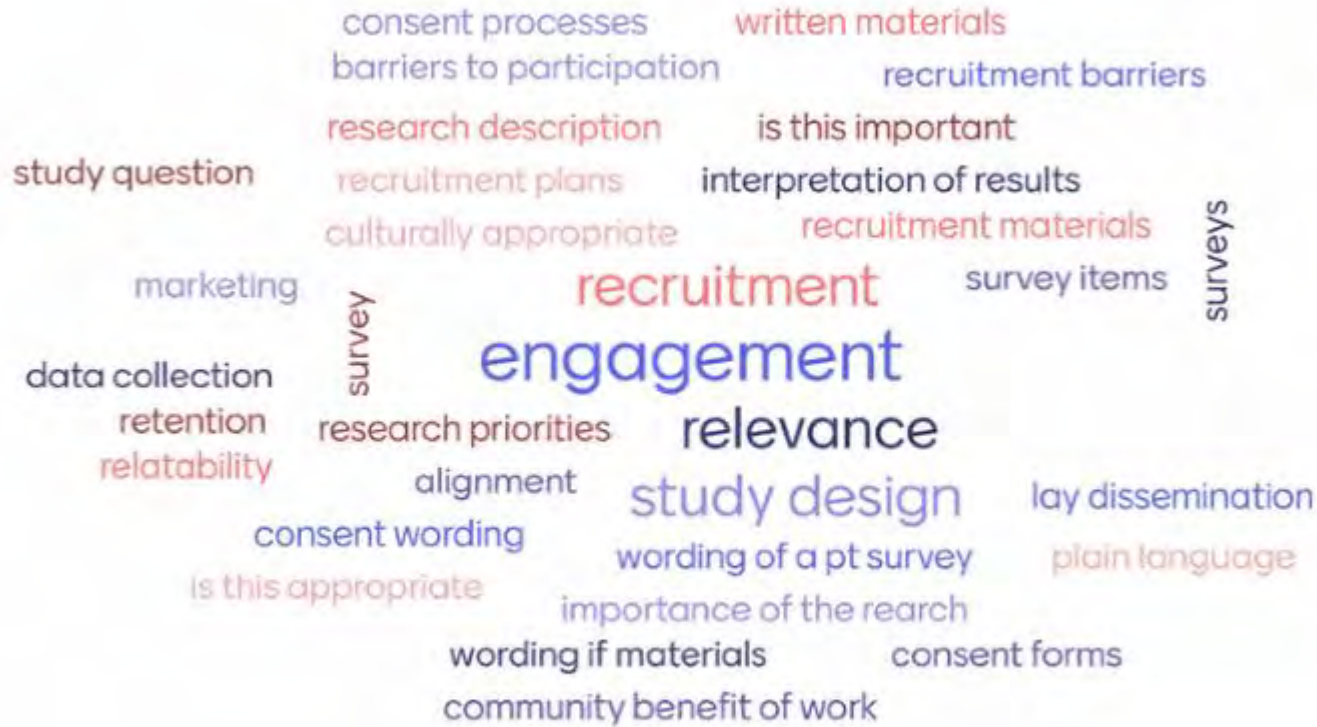 consent processes
written materials
barriers to participation
recruitment barriers
research description
is this important
study question
recruitment plans
interpretation of results
culturally appropriate
recruitment materials
surveys
marketing
survey
recruitment
survey items
engagement
data collection
retention
research priorities
relevance
relatability
alignment
study design
lay dissemination
consent wording
wording of a pt survey
plain language
is this appropriate
importance of the rearch
wording if materials
consent forms
community benefit of work